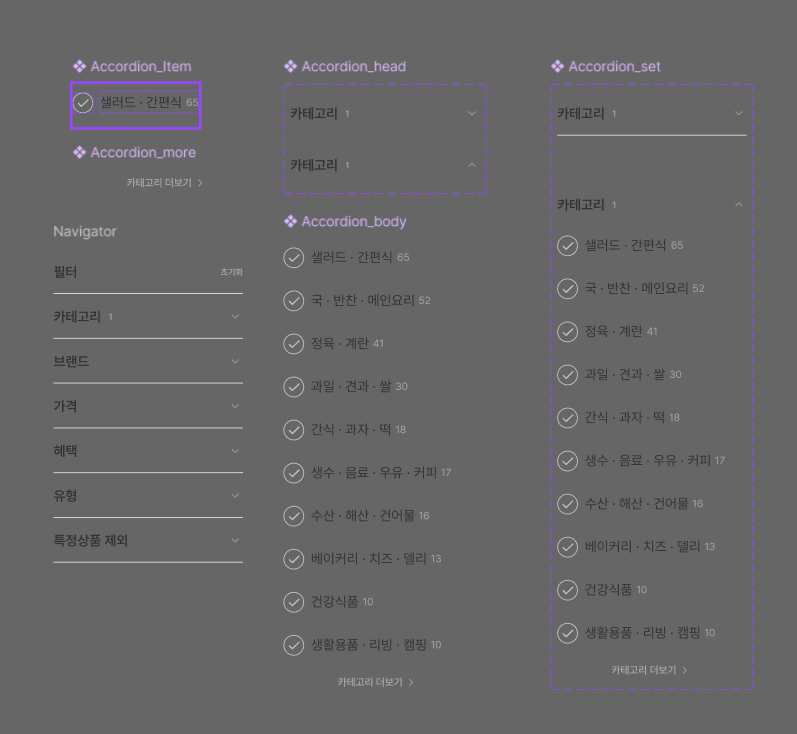 Accordion_Item
샐러드 · 간편식 65
Accordion_more
카테고리 더보기
Navigator
필터 초기화
카테고리 1
브랜드
가격
혜택
유형
특정상품 제외
Accordion_head
카테고리 1
카테고리 1
Accordion_body
샐러드 · 간편식 65
국 · 반찬 · 메인요리 52
정육 · 계란 41
과일 · 견과 · 쌀 30
간식 · 과자 · 떡 18
생수 · 음료 · 우유 · 커피 17
수산 · 해산 · 건어물 16
베이커리 · 치즈 · 델리 13
건강식품 10
생활용품 · 리빙 · 캠핑 10
카테고리 더보기
Accordion_set
카테고리 1
카테고리 1
샐러드 · 간편식 65
국 · 반찬 · 메인요리 52
정육 · 계란 41
과일 · 견과 · 쌀 30
간식 · 과자 · 떡 18
생수 · 음료 · 우유 · 커피 17
수산 · 해산 · 건어물 16
베이커리 · 치즈 · 델리 13
건강식품 10
생활용품 · 리빙 · 캠핑 10
카테고리 더보기